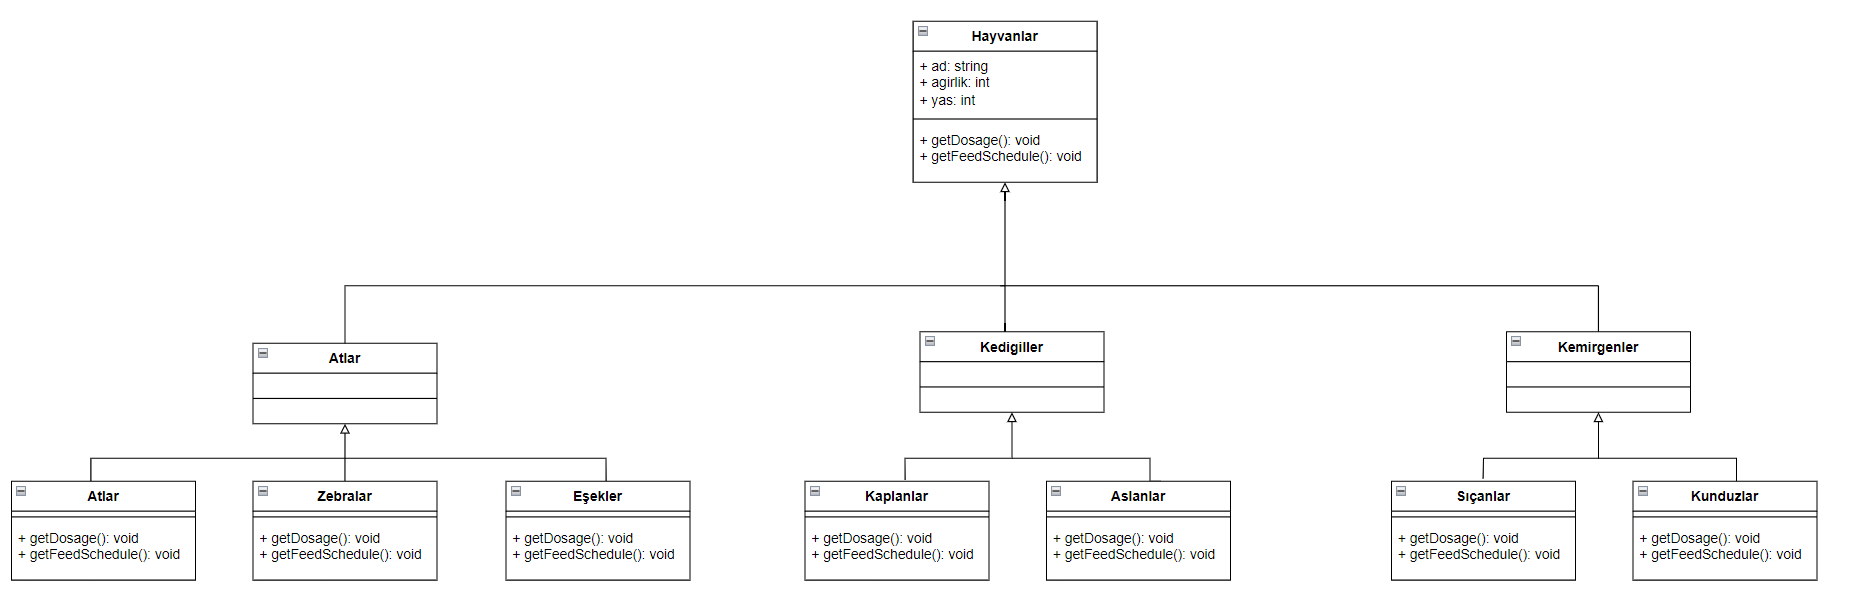 Hayvanlar
+ ad: string
+ agirlik: int
+ yas: int
+ getDosage(): void
+ getFeedSchedule(): void
Atlar
Kedigiller
Kemirgenler
Atlar
+ getDosage(): void
+ getFeedSchedule(): void
Zebralar
+ getDosage(): void
+ getFeedSchedule(): void
Eşekler
+ getDosage(): void
+ getFeedSchedule(): void
Kaplanlar
+ getDosage(): void
+ getFeedSchedule(): void
Aslanlar
+ getDosage(): void
+ getFeedSchedule(): void
Sıçanlar
+ getDosage(): void
+ getFeedSchedule(): void
Kunduzlar
+ getDosage(): void
+ getFeedSchedule(): void